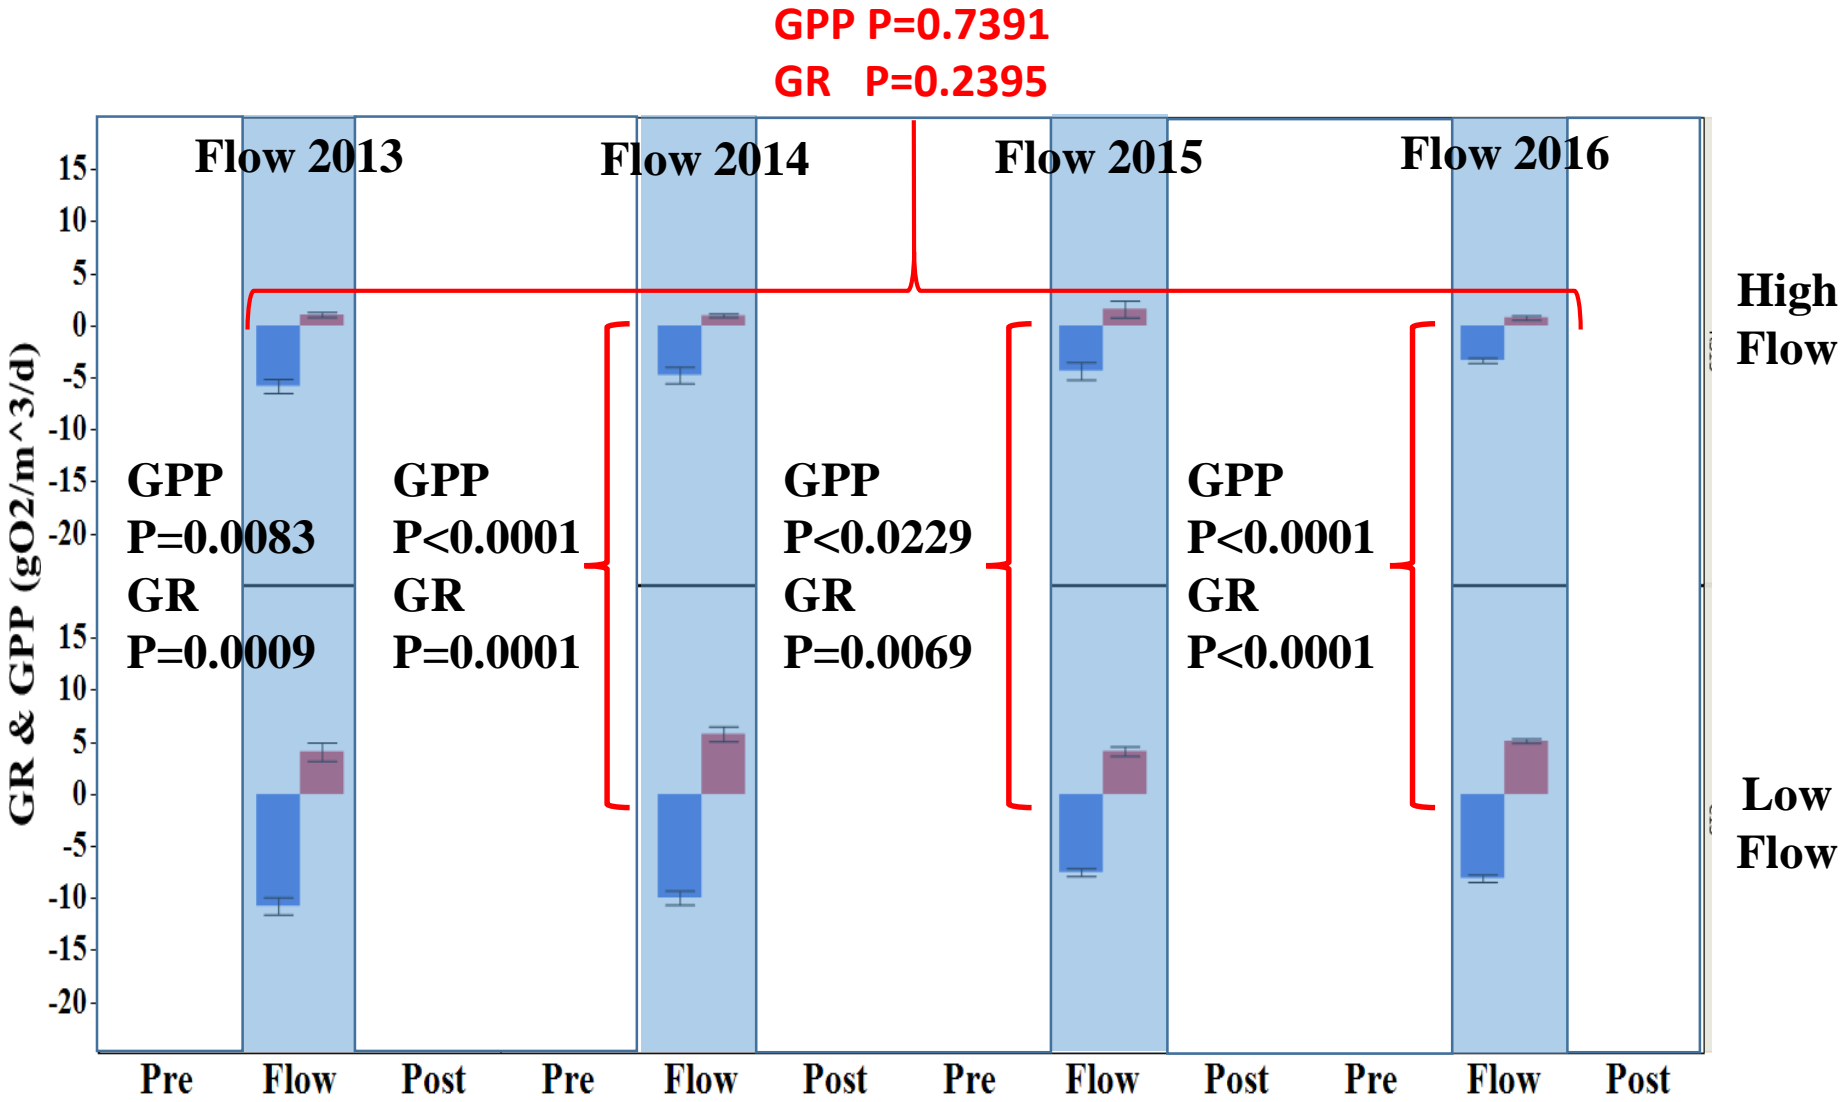 GPP P=0.7391
GR P=0.2395
Flow 2013
Flow 2014
Flow 2015
Flow 2016
GR & GPP (gO2/m^3/d)
15
10
5
0
-5
-10
-15
-20
High
Flow
GPP
P=0.0083
GR
P=0.0009
GPP
P<0.0001
GR
P=0.0001
GPP
P<0.0229
GR
P=0.0069
GPP
P<0.0001
GR
P<0.0001
15
10
5
0
-5
-10
-15
-20
Low
Flow
Pre Flow Post Pre Flow Post Pre Flow Post Pre Flow Post